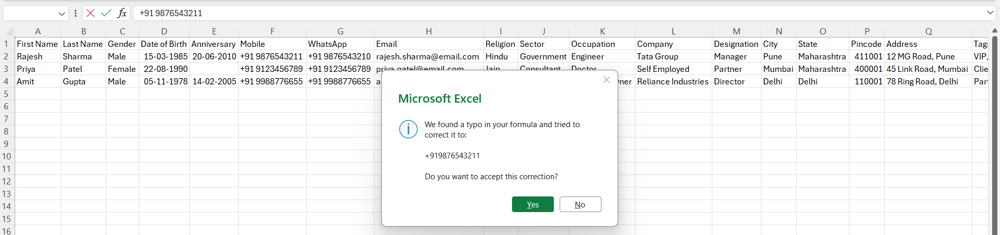 fx +91 9876543211
A B C D E F G H I J K L M N O P Q
1 First Name Last Name Gender Date of Birth Anniversary Mobile WhatsApp Email Religion Sector Occupation Company Designation City State Pincode Address Tags
2 Rajesh Sharma Male 15-03-1985 20-06-2010 +91 9876543211 +91 9876543210 rajesh.sharma@email.com Hindu Government Engineer Tata Group Manager Pune Maharashtra 411001 12 MG Road, Pune VIP,
3 Priya Patel Female 22-08-1990 +91 9123456789 +91 9123456789 priya.patel@email.com Jain Consultant Doctor Self Employed Partner Mumbai Maharashtra 400001 45 Link Road, Mumbai Clie
4 Amit Gupta Male 05-11-1978 14-02-2005 +91 9988776655 +91 9988776655 a wner Reliance Industries Director Delhi Delhi 110001 78 Ring Road, Delhi Part
5
6
7
8
9
10
11
12
13
14
15
16
Microsoft Excel
We found a typo in your formula and tried to
correct it to:
+919876543211
Do you want to accept this correction?
Yes No